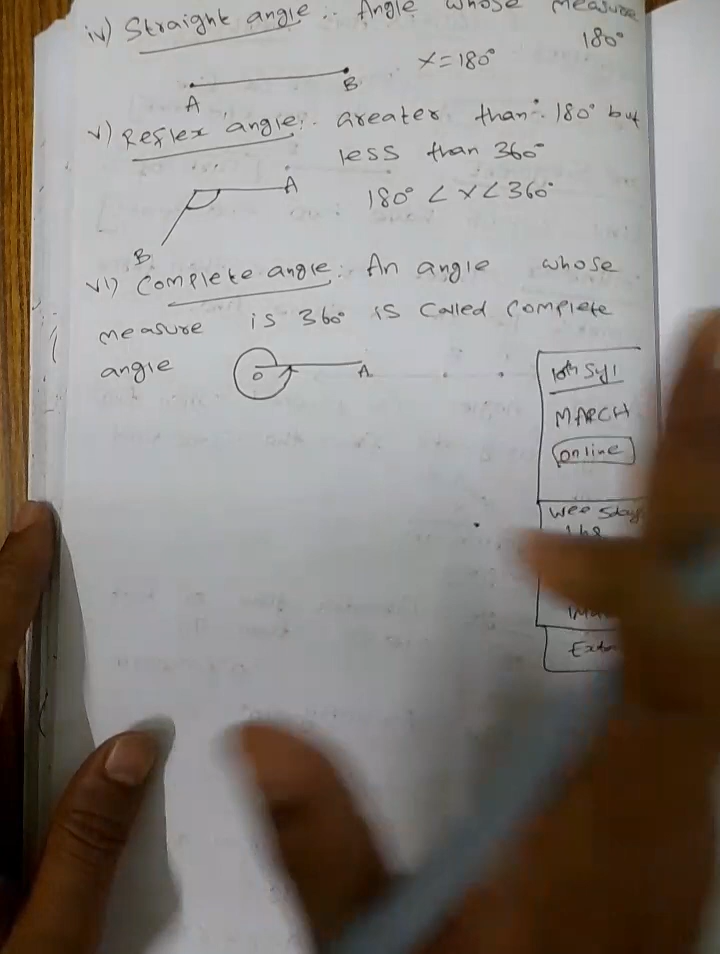 iv) Straight angle :. Angle whose measure
180°
x = 180°
A B
v) Reflex angle:. Greater than. 180° but
less than 360°
A
180° < x < 360°
B
vi) Complete angle: An angle whose
measure is 360° is called complete
angle
O A
10th Syl
MARCH
online